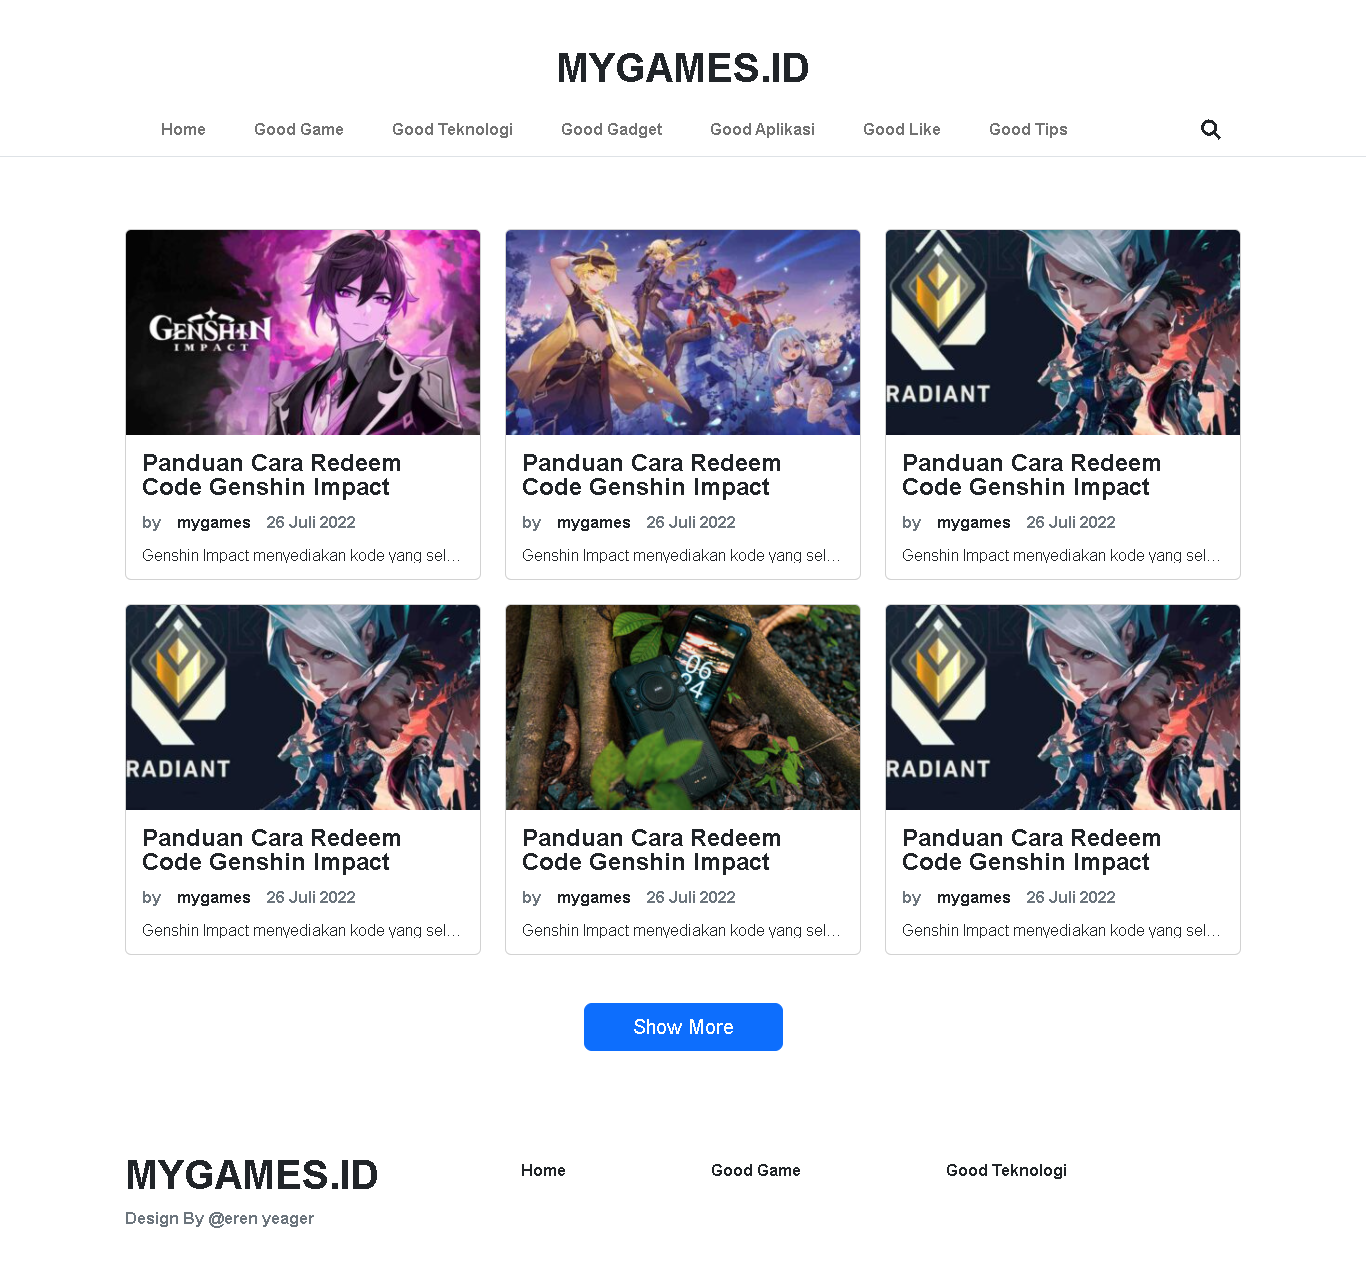 MYGAMES.ID
Home Good Game Good Teknologi Good Gadget Good Aplikasi Good Like Good Tips
GENSHIN
IMPACT
RADIANT
Panduan Cara Redeem
Code Genshin Impact
by mygames 26 Juli 2022
Genshin Impact menyediakan kode yang sel...
Panduan Cara Redeem
Code Genshin Impact
by mygames 26 Juli 2022
Genshin Impact menyediakan kode yang sel...
Panduan Cara Redeem
Code Genshin Impact
by mygames 26 Juli 2022
Genshin Impact menyediakan kode yang sel...
RADIANT
06
24
RADIANT
Panduan Cara Redeem
Code Genshin Impact
by mygames 26 Juli 2022
Genshin Impact menyediakan kode yang sel...
Panduan Cara Redeem
Code Genshin Impact
by mygames 26 Juli 2022
Genshin Impact menyediakan kode yang sel...
Panduan Cara Redeem
Code Genshin Impact
by mygames 26 Juli 2022
Genshin Impact menyediakan kode yang sel...
Show More
MYGAMES.ID
Home Good Game Good Teknologi
Design By @eren yeager